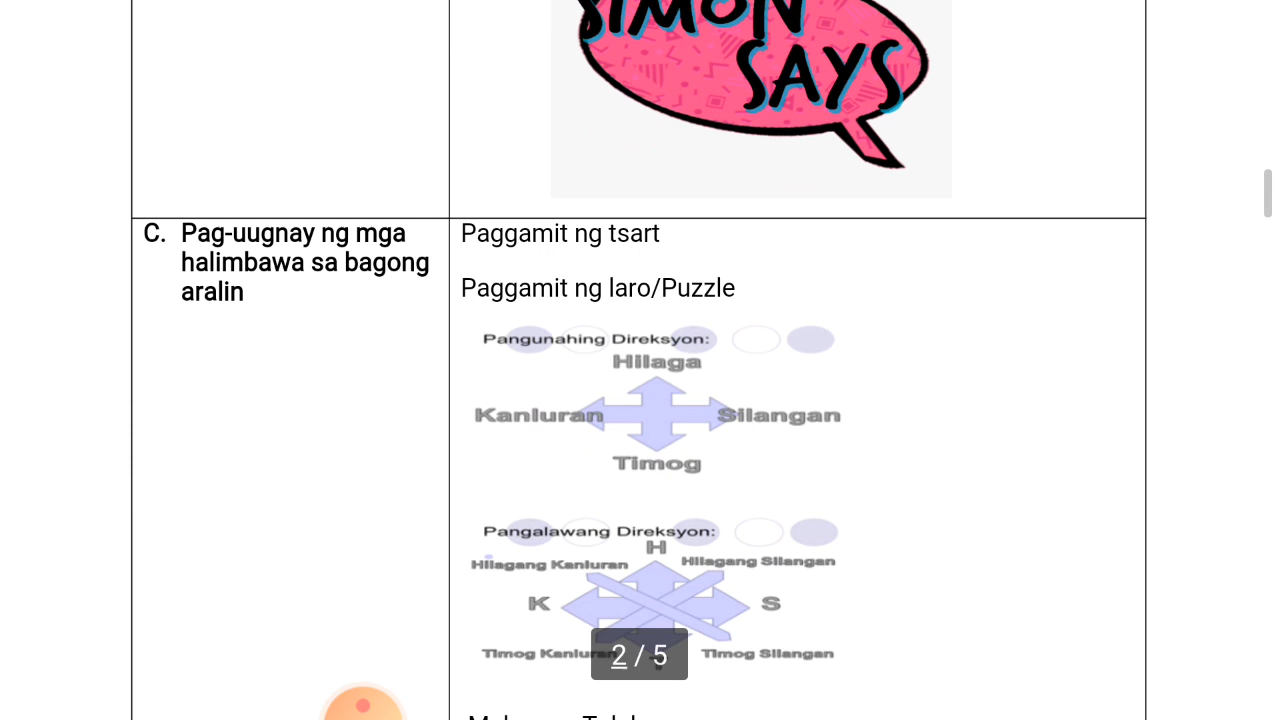 SIMON
SAYS
C. Pag-uugnay ng mga
halimbawa sa bagong
aralin
Paggamit ng tsart
Paggamit ng laro/Puzzle
Pangunahing Direksyon:
Hilaga
Kanluran Silangan
Timog
Pangalawang Direksyon:
H
Hilagang Kanluran Hilagang Silangan
K S
Timog Kanluran Timog Silangan
2 / 5